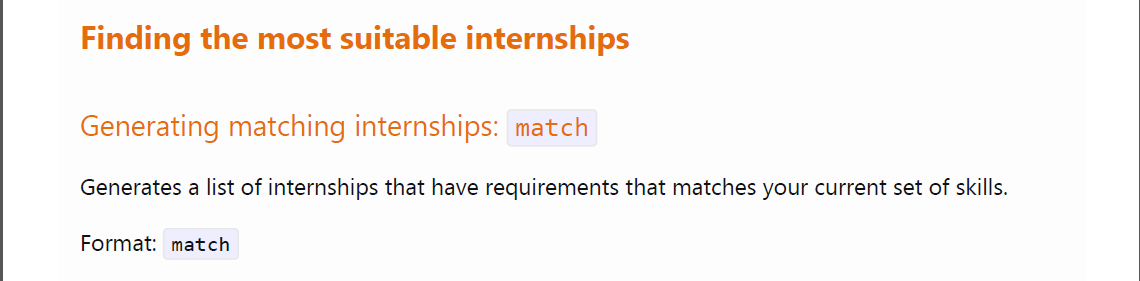 Finding the most suitable internships
Generating matching internships: match
Generates a list of internships that have requirements that matches your current set of skills.
Format: match